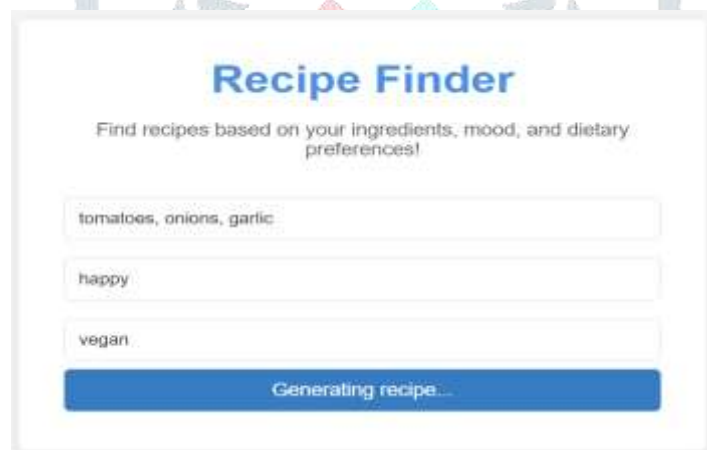 Recipe Finder
Find recipes based on your ingredients, mood, and dietary
preferences!
tomatoes, onions, garlic
happy
vegan
Generating recipe...